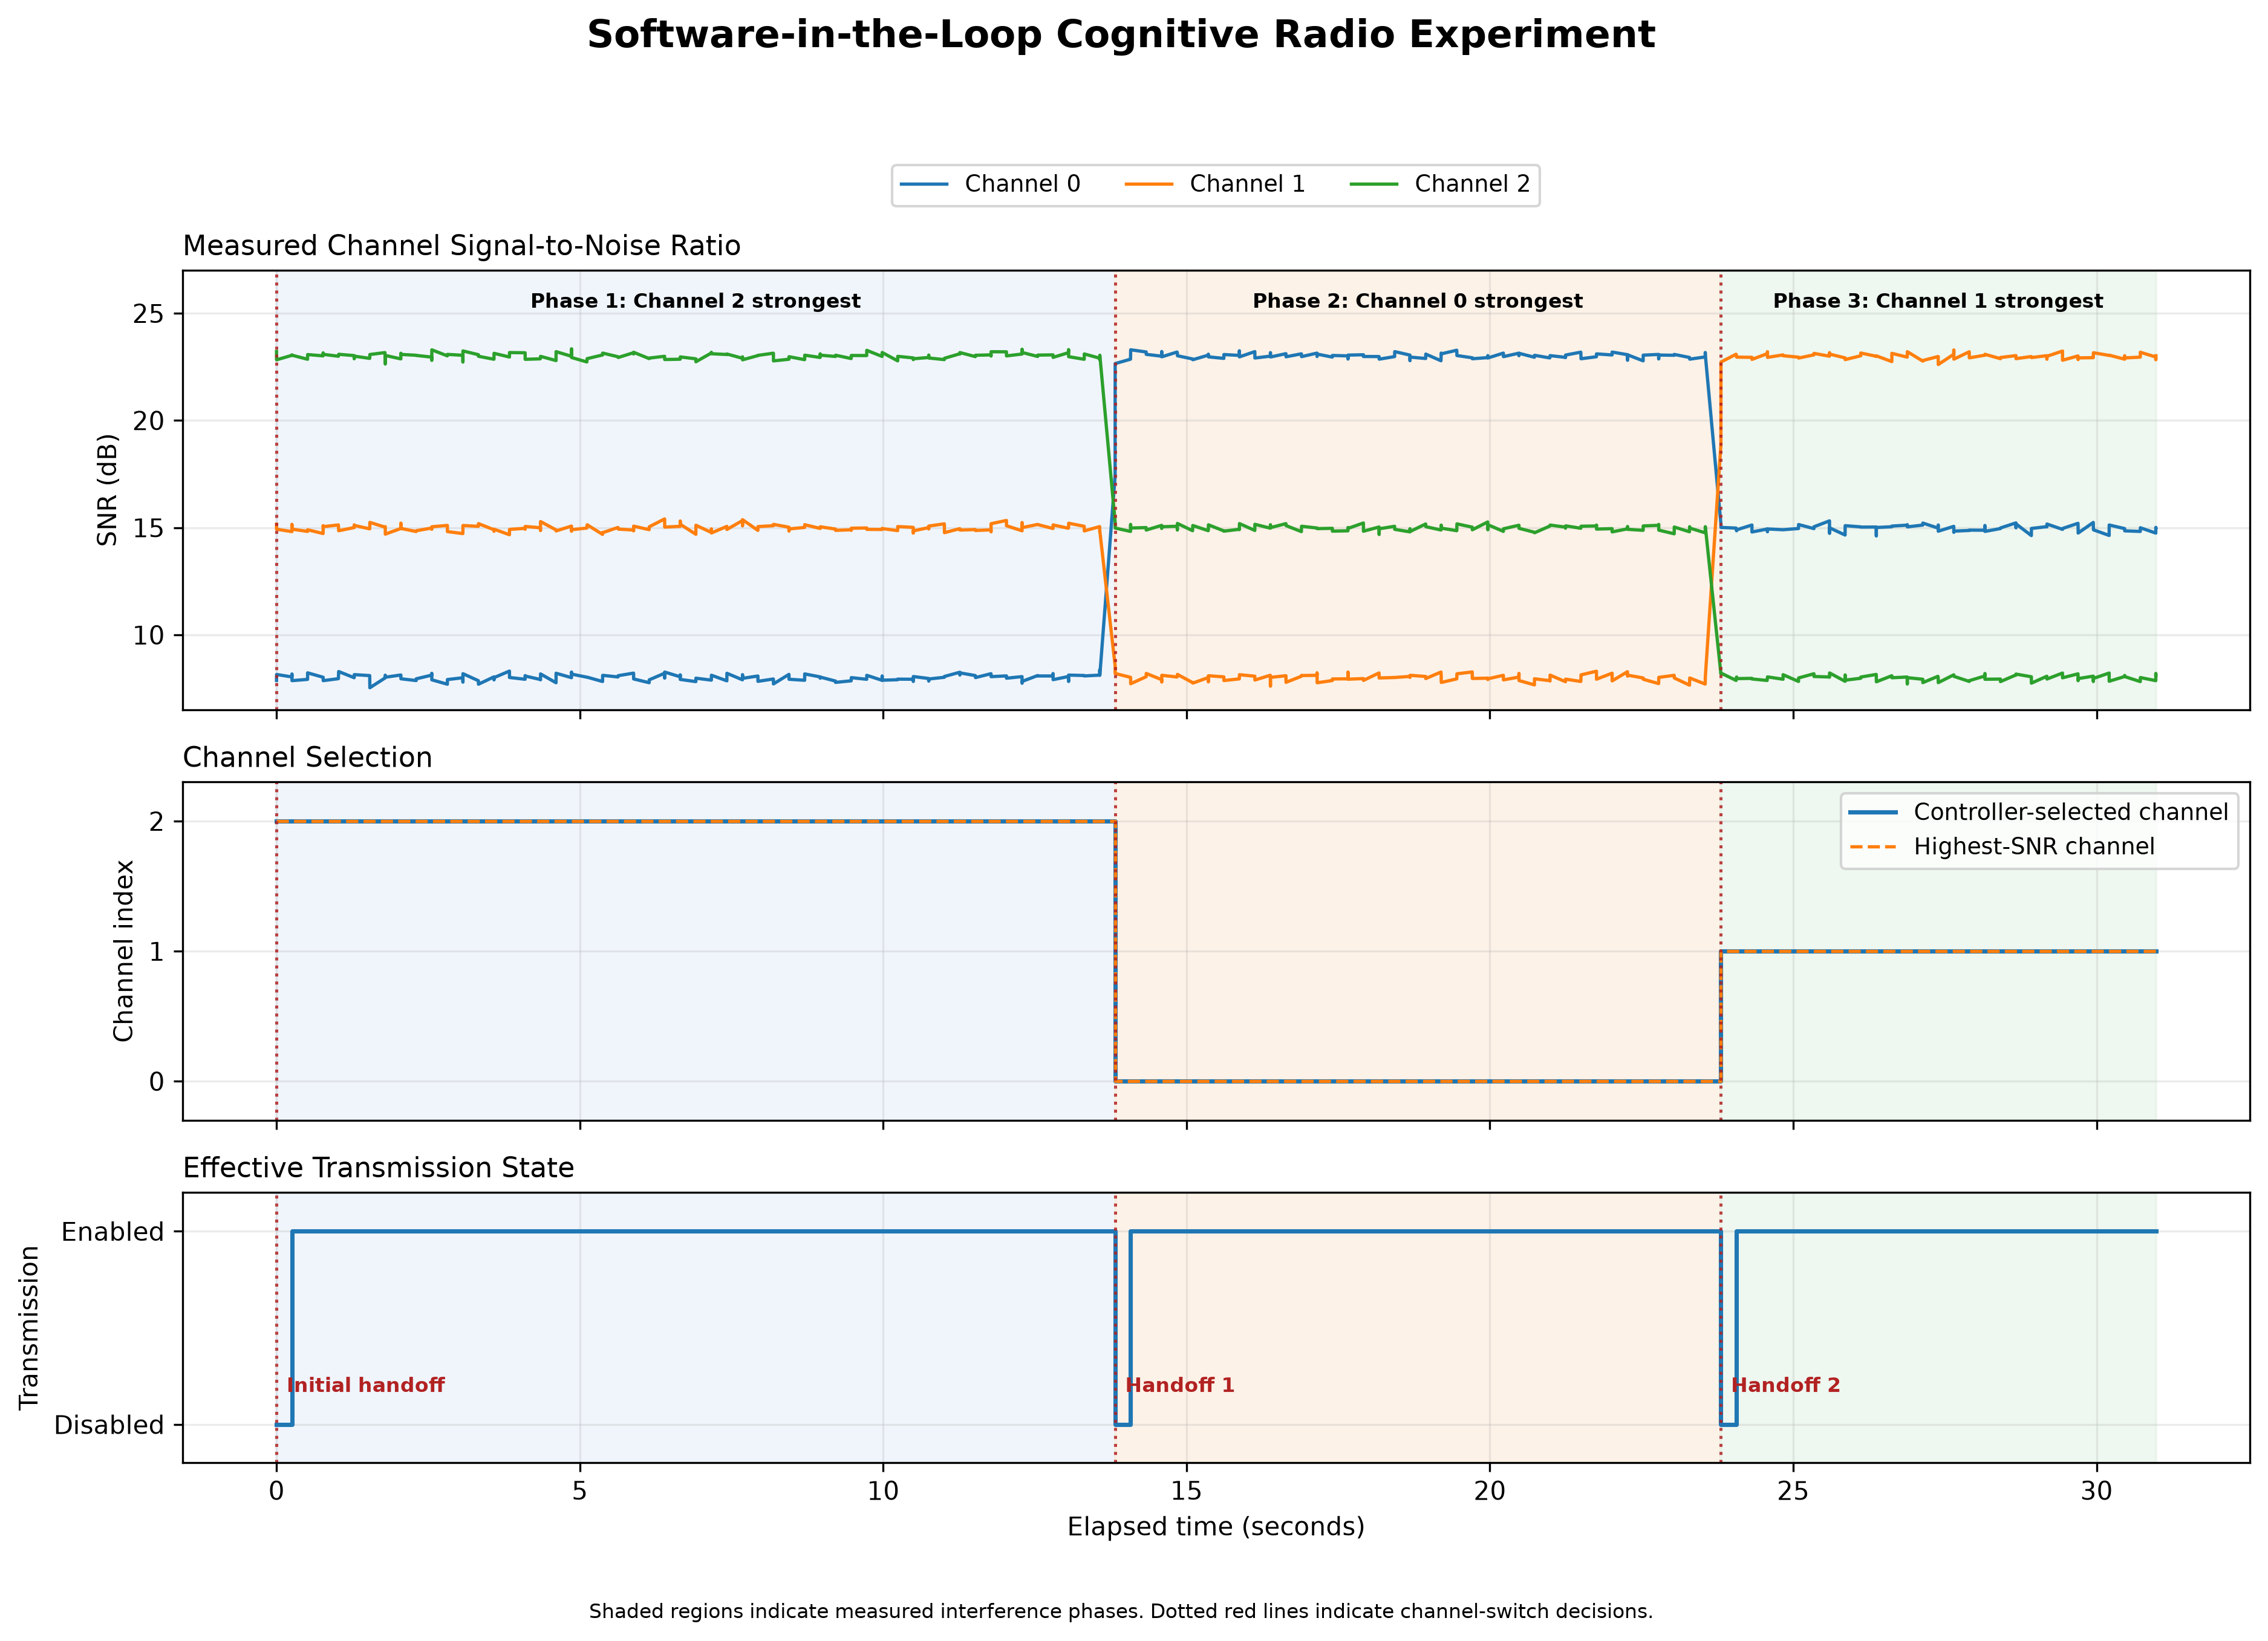 Software-in-the-Loop Cognitive Radio Experiment
Channel 0 Channel 1 Channel 2
Measured Channel Signal-to-Noise Ratio
Phase 1: Channel 2 strongest Phase 2: Channel 0 strongest Phase 3: Channel 1 strongest
25
20
15
10
SNR (dB)
Channel Selection
Controller-selected channel
Highest-SNR channel
2
1
0
Channel index
Effective Transmission State
Enabled
Disabled
Transmission
Initial handoff Handoff 1 Handoff 2
0 5 10 15 20 25 30
Elapsed time (seconds)
Shaded regions indicate measured interference phases. Dotted red lines indicate channel-switch decisions.